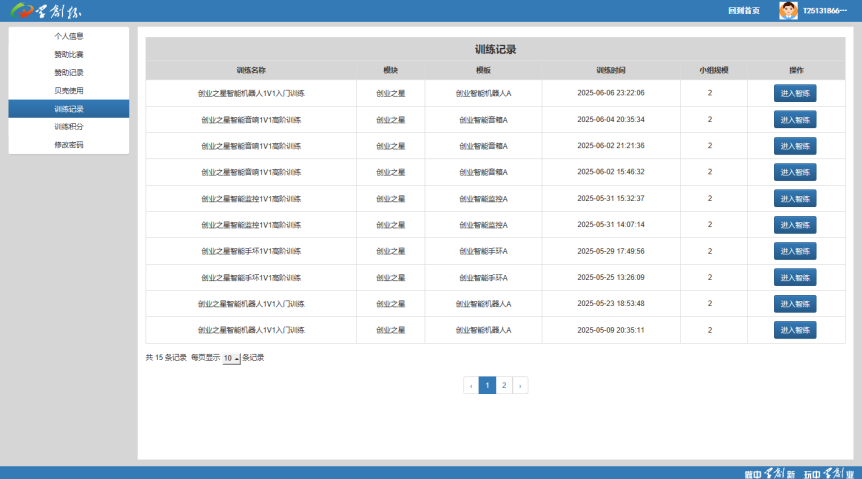 学创杯
回到首页 T25131866···
个人信息
赞助比赛
赞助记录
贝壳使用
训练记录
训练积分
修改密码
训练记录
训练名称 模块 模板 训练时间 小组规模 操作
创业之星智能机器人1V1入门训练 创业之星 创业智能机器人A 2025-06-06 23:22:06 2 进入智练
创业之星智能音响1V1高阶训练 创业之星 创业智能音箱A 2025-06-04 20:35:34 2 进入智练
创业之星智能音响1V1高阶训练 创业之星 创业智能音箱A 2025-06-02 21:21:36 2 进入智练
创业之星智能音响1V1高阶训练 创业之星 创业智能音箱A 2025-06-02 15:46:32 2 进入智练
创业之星智能监控1V1高阶训练 创业之星 创业智能监控A 2025-05-31 15:32:37 2 进入智练
创业之星智能监控1V1高阶训练 创业之星 创业智能监控A 2025-05-31 14:07:14 2 进入智练
创业之星智能手环1V1高阶训练 创业之星 创业智能手环A 2025-05-29 17:49:56 2 进入智练
创业之星智能手环1V1高阶训练 创业之星 创业智能手环A 2025-05-25 13:26:09 2 进入智练
创业之星智能机器人1V1入门训练 创业之星 创业智能机器人A 2025-05-23 18:53:48 2 进入智练
创业之星智能机器人1V1入门训练 创业之星 创业智能机器人A 2025-05-09 20:35:11 2 进入智练
共 15 条记录 每页显示 10 条记录
‹ 1 2 ›
做中学创新 玩中学创业